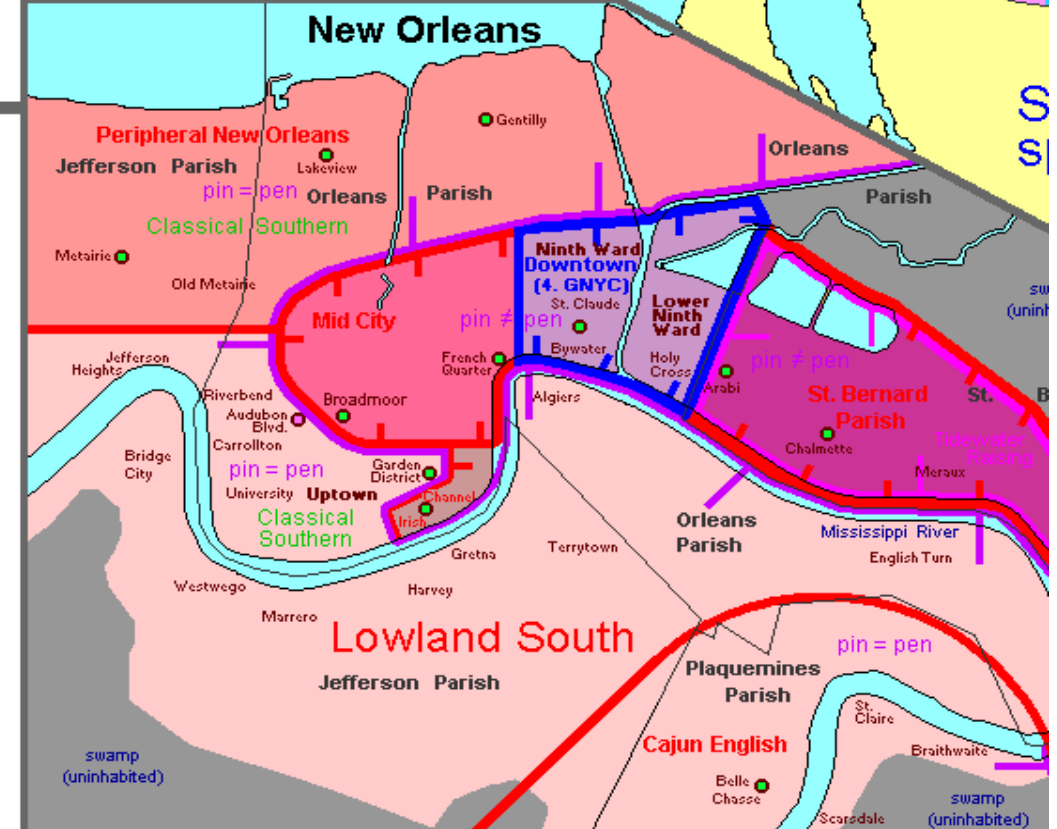 New Orleans
S
sp
Gentilly
Peripheral New Orleans
Jefferson Parish
Lakeview
Orleans
pin = pen
Orleans
Parish
Parish
Classical Southern
Metairie
Ninth Ward
Downtown
(4. GNYC)
Old Metairie
St. Claude
Lower
Ninth
Ward
sw
(uninh
Mid City
pin ≠ pen
Bywater
Jefferson
Heights
French
Quarter
Holy
Cross
pin ≠ pen
Arabi
Riverbend
Broadmoor
Algiers
St. Bernard
Parish
St.
B
Audubon
Blvd.
Carrollton
Chalmette
Tidewater
Raising
Bridge
City
pin = pen
Garden
District
Meraux
University
Uptown
Channel
Irish
Classical
Southern
Orleans
Parish
Mississippi River
Gretna
Terrytown
English Turn
Westwego
Harvey
Marrero
Lowland South
pin = pen
Jefferson Parish
Plaquemines
Parish
St.
Claire
Cajun English
Braithwaite
swamp
(uninhabited)
Belle
Chasse
swamp
(uninhabited)
Scarsdale